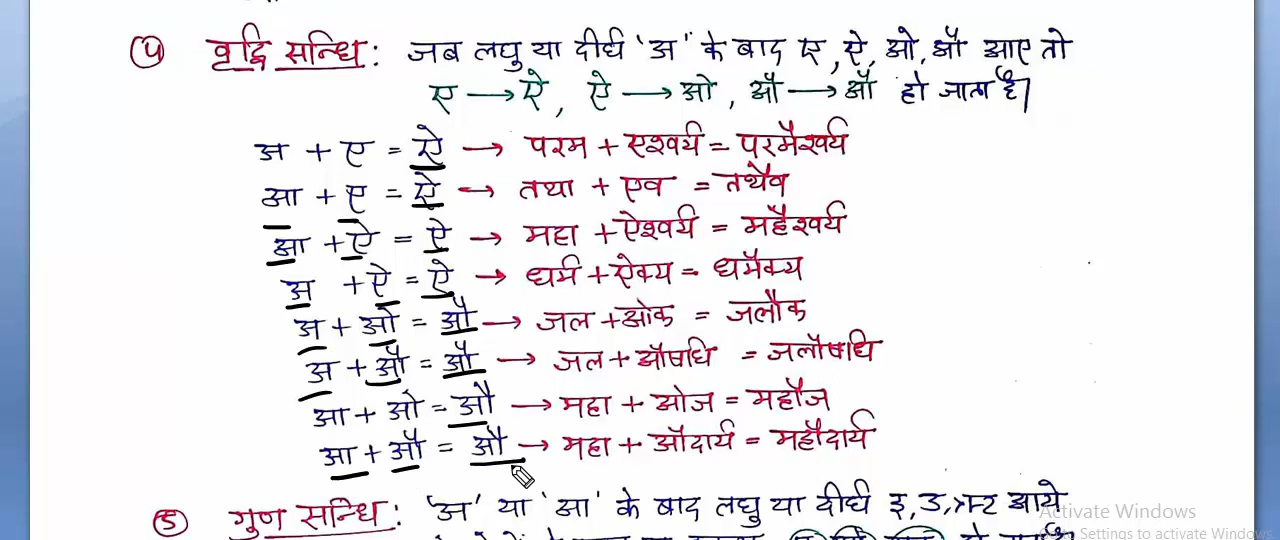 (५) वृद्धि सन्धि : जब लघु या दीर्घ 'अ' के बाद ए, ऐ, ओ, औ आए तो
ए → ऐ, ऐ → ओ, औ → औ हो जाता है।
अ + ए = ऐ → परम + एश्वर्य = परमैश्वर्य
आ + ए = ऐ → तथा + एव = तथैव
आ + ऐ = ऐ → महा + ऐश्वर्य = महैश्वर्य
अ + ऐ = ऐ → धर्म + ऐक्य = धर्मैक्य
अ + ओ = औ → जल + ओक = जलौक
अ + औ = औ → जल + औषधि = जलौषधि
आ + ओ = औ → महा + ओज = महौज
आ + औ = औ → महा + औदार्य = महौदार्य
(5) गुण सन्धि : 'अ' या 'आ' के बाद लघु या दीर्घ इ, उ, ऋ आये
Activate Windows
to Settings to activate Windows